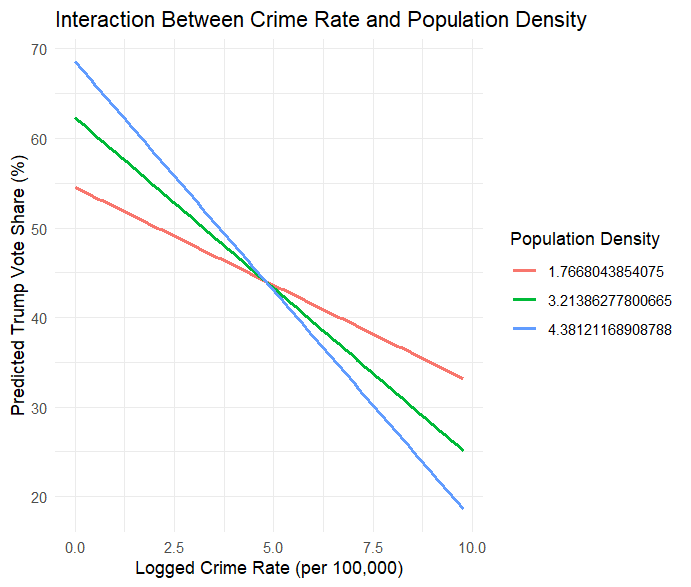 Interaction Between Crime Rate and Population Density
Predicted Trump Vote Share (%)
70
60
50
40
30
20
0.0 2.5 5.0 7.5 10.0
Logged Crime Rate (per 100,000)
Population Density
1.7668043854075
3.21386277800665
4.38121168908788